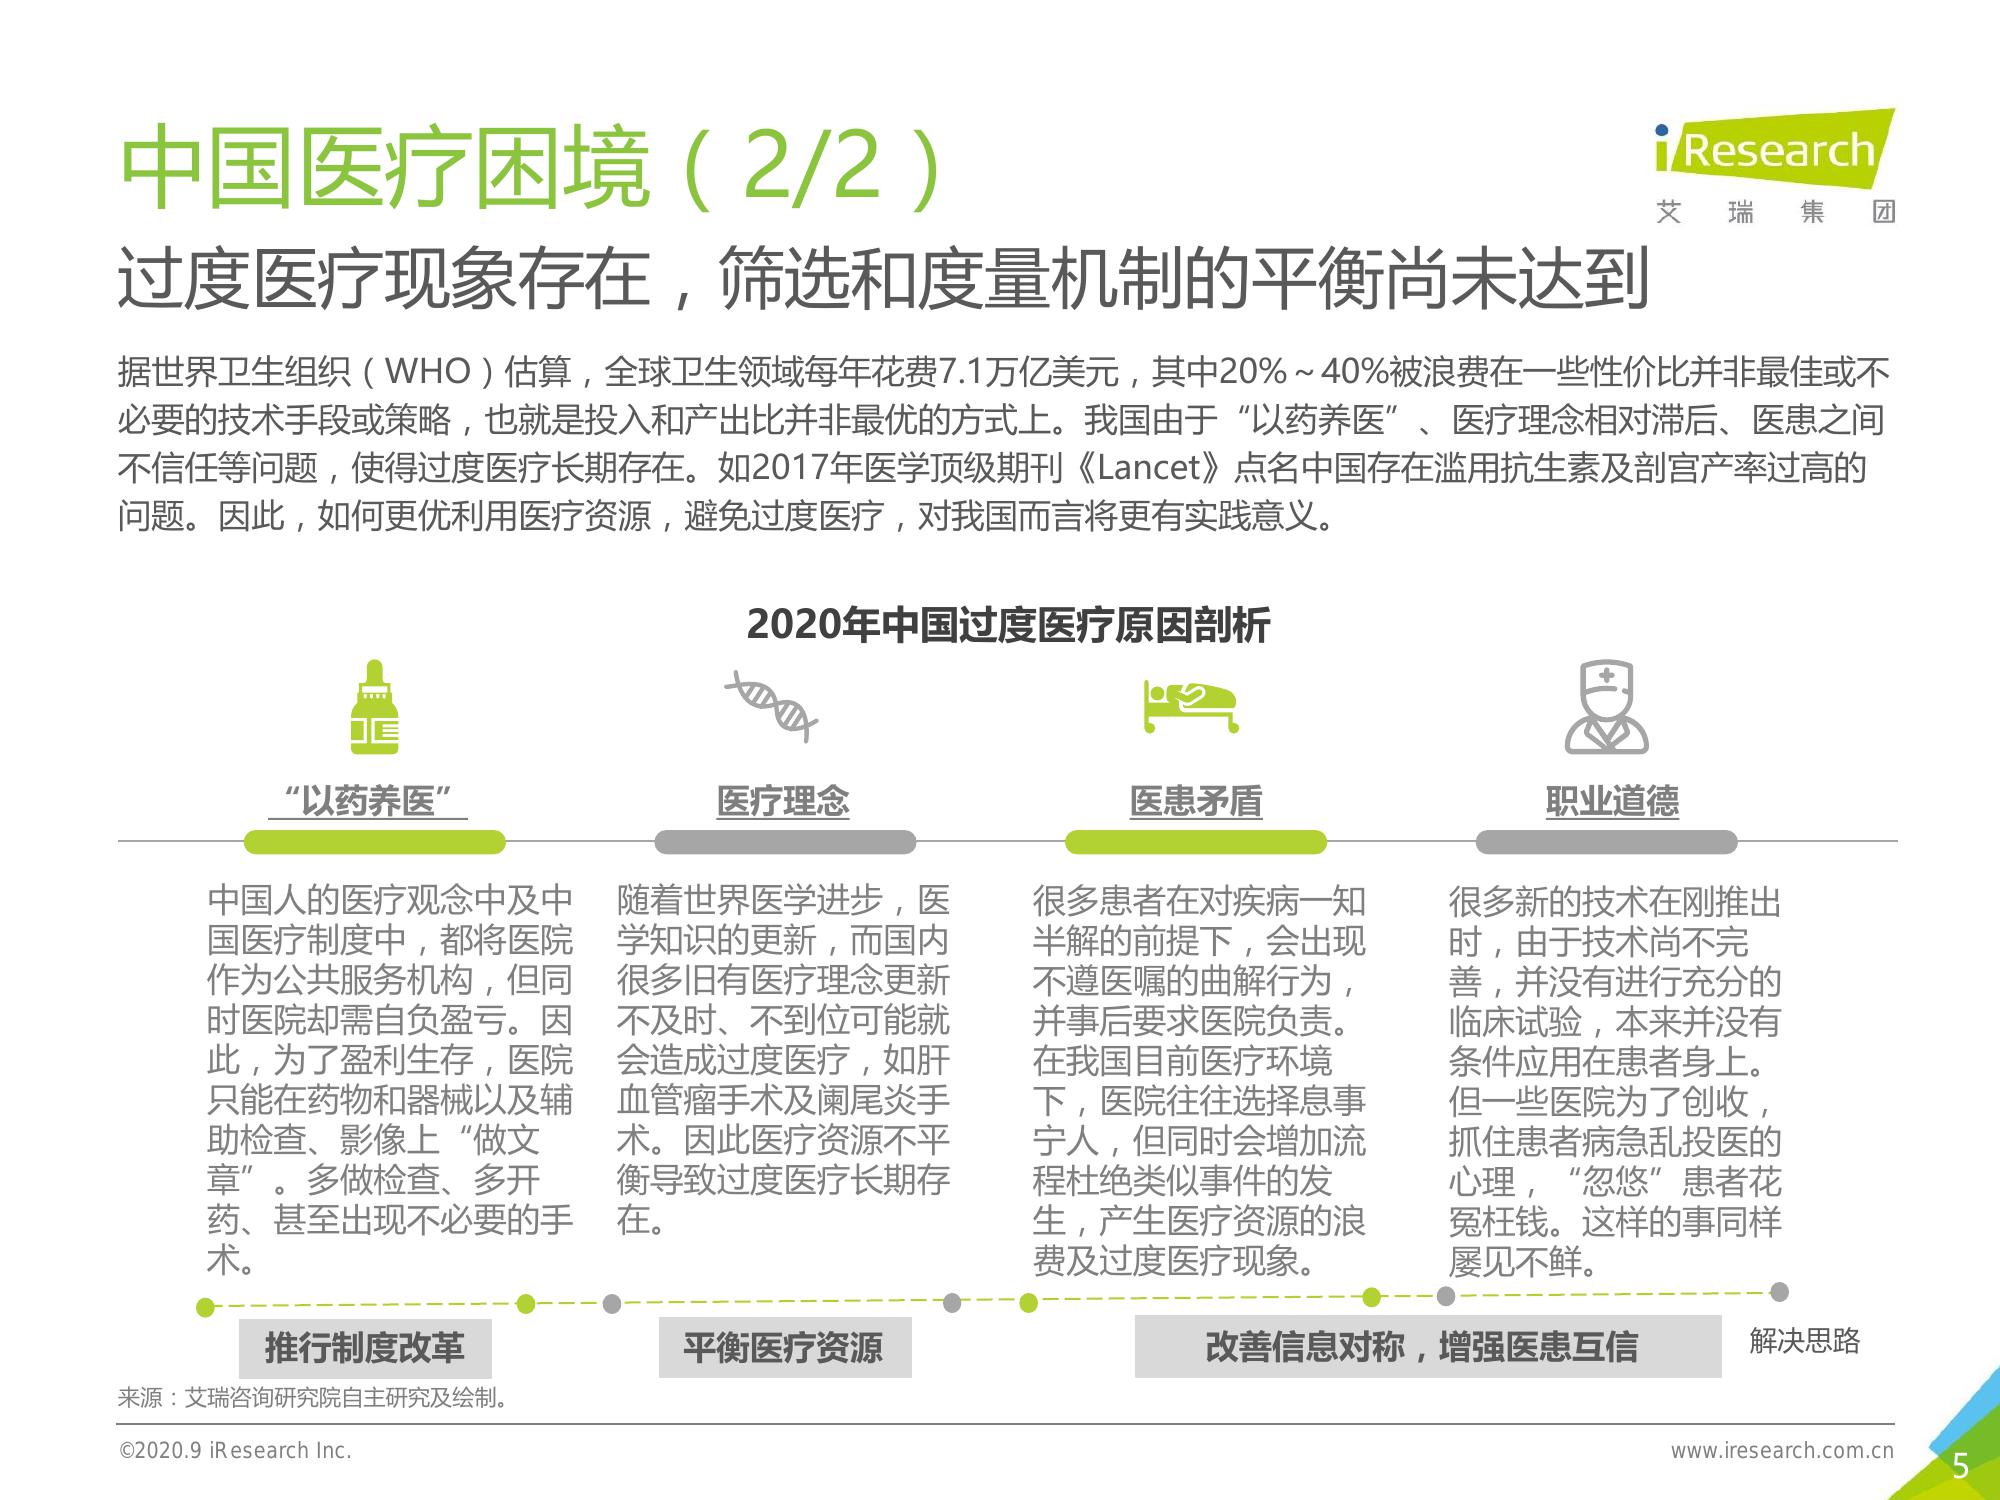 中国医疗困境（2/2）
iResearch
艾瑞集团
过度医疗现象存在，筛选和度量机制的平衡尚未达到
据世界卫生组织（WHO）估算，全球卫生领域每年花费7.1万亿美元，其中20%～40%被浪费在一些性价比并非最佳或不
必要的技术手段或策略，也就是投入和产出比并非最优的方式上。我国由于“以药养医”、医疗理念相对滞后、医患之间
不信任等问题，使得过度医疗长期存在。如2017年医学顶级期刊《Lancet》点名中国存在滥用抗生素及剖宫产率过高的
问题。因此，如何更优利用医疗资源，避免过度医疗，对我国而言将更有实践意义。
2020年中国过度医疗原因剖析
“以药养医”
中国人的医疗观念中及中
国医疗制度中，都将医院
作为公共服务机构，但同
时医院却需自负盈亏。因
此，为了盈利生存，医院
只能在药物和器械以及辅
助检查、影像上“做文
章”。多做检查、多开
药、甚至出现不必要的手
术。
医疗理念
随着世界医学进步，医
学知识的更新，而国内
很多旧有医疗理念更新
不及时、不到位可能就
会造成过度医疗，如肝
血管瘤手术及阑尾炎手
术。因此医疗资源不平
衡导致过度医疗长期存
在。
医患矛盾
很多患者在对疾病一知
半解的前提下，会出现
不遵医嘱的曲解行为，
并事后要求医院负责。
在我国目前医疗环境
下，医院往往选择息事
宁人，但同时会增加流
程杜绝类似事件的发
生，产生医疗资源的浪
费及过度医疗现象。
职业道德
很多新的技术在刚推出
时，由于技术尚不完
善，并没有进行充分的
临床试验，本来并没有
条件应用在患者身上。
但一些医院为了创收，
抓住患者病急乱投医的
心理，“忽悠”患者花
冤枉钱。这样的事同样
屡见不鲜。
推行制度改革
平衡医疗资源
改善信息对称，增强医患互信
解决思路
来源：艾瑞咨询研究院自主研究及绘制。
©2020.9 iResearch Inc.
www.iresearch.com.cn
5